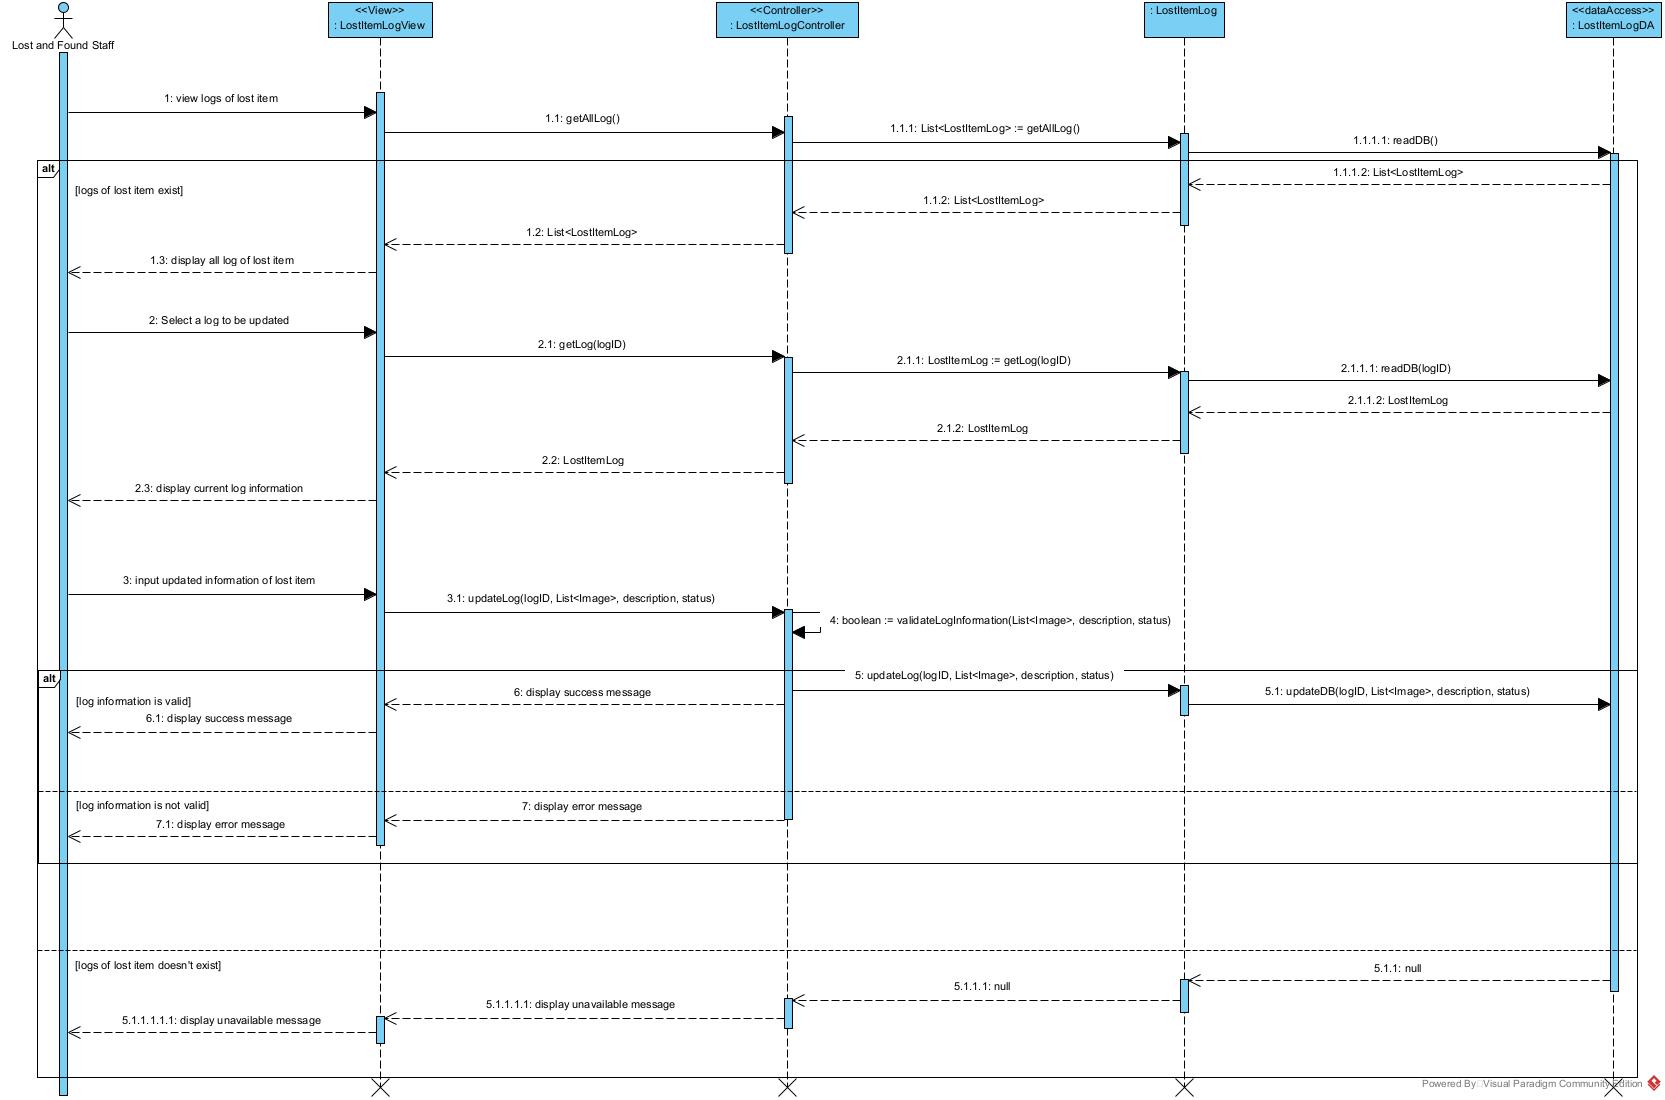 <<View>>
: LostItemLogView
<<Controller>>
: LostItemLogController
: LostItemLog
<<dataAccess>>
: LostItemLogDA
Lost and Found Staff
1: view logs of lost item
1.1: getAllLog()
1.1.1: List<LostItemLog> := getAllLog()
1.1.1.1: readDB()
alt
[logs of lost item exist]
1.1.1.2: List<LostItemLog>
1.1.2: List<LostItemLog>
1.2: List<LostItemLog>
1.3: display all log of lost item
2: Select a log to be updated
2.1: getLog(logID)
2.1.1: LostItemLog := getLog(logID)
2.1.1.1: readDB(logID)
2.1.1.2: LostItemLog
2.1.2: LostItemLog
2.2: LostItemLog
2.3: display current log information
3: input updated information of lost item
3.1: updateLog(logID, List<Image>, description, status)
4: boolean := validateLogInformation(List<Image>, description, status)
alt
5: updateLog(logID, List<Image>, description, status)
5.1: updateDB(logID, List<Image>, description, status)
6: display success message
[log information is valid]
6.1: display success message
[log information is not valid]
7: display error message
7.1: display error message
[logs of lost item doesn't exist]
5.1.1: null
5.1.1.1: null
5.1.1.1.1: display unavailable message
5.1.1.1.1.1: display unavailable message
Powered By Visual Paradigm Community Edition